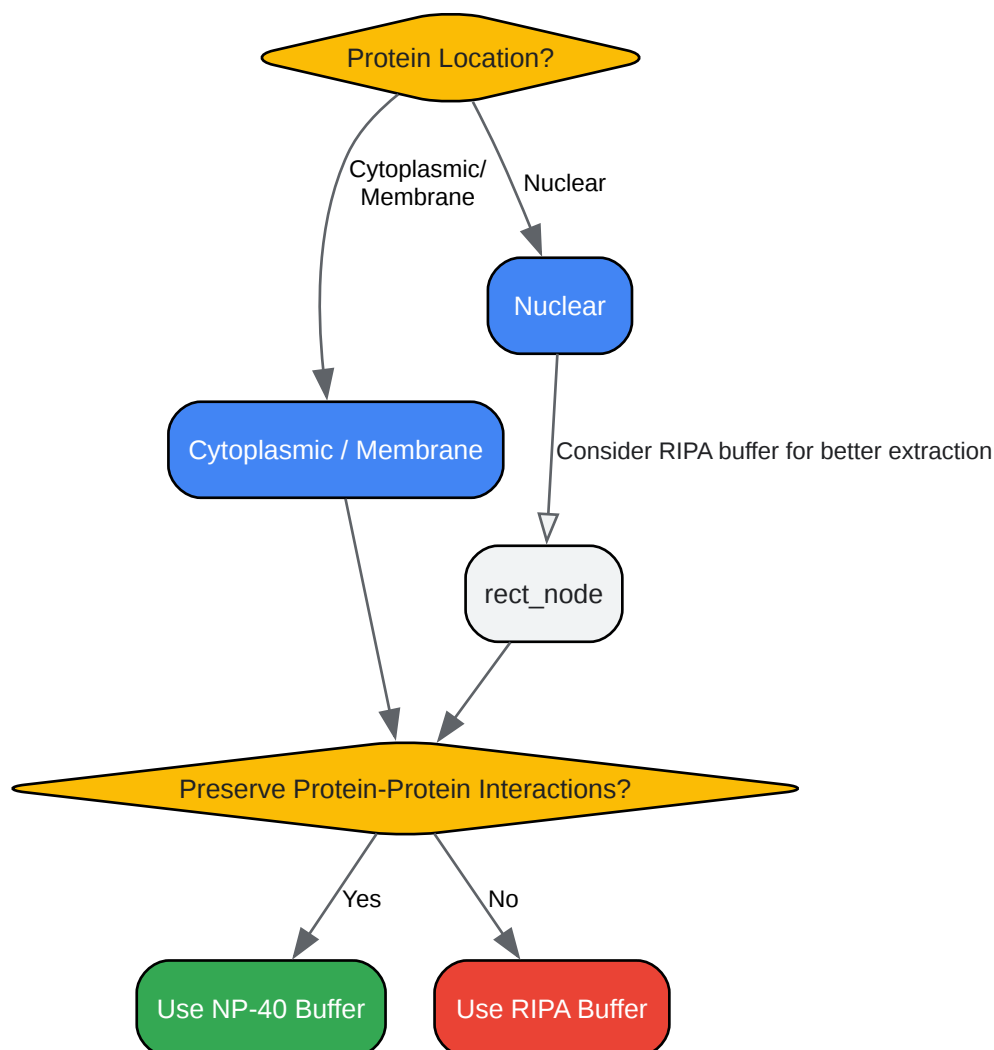 Protein Location?
Cytoplasmic/
Membrane
Nuclear
Nuclear
Cytoplasmic / Membrane
Consider RIPA buffer for better extraction
rect_node
Preserve Protein-Protein Interactions?
Yes
No
Use NP-40 Buffer
Use RIPA Buffer